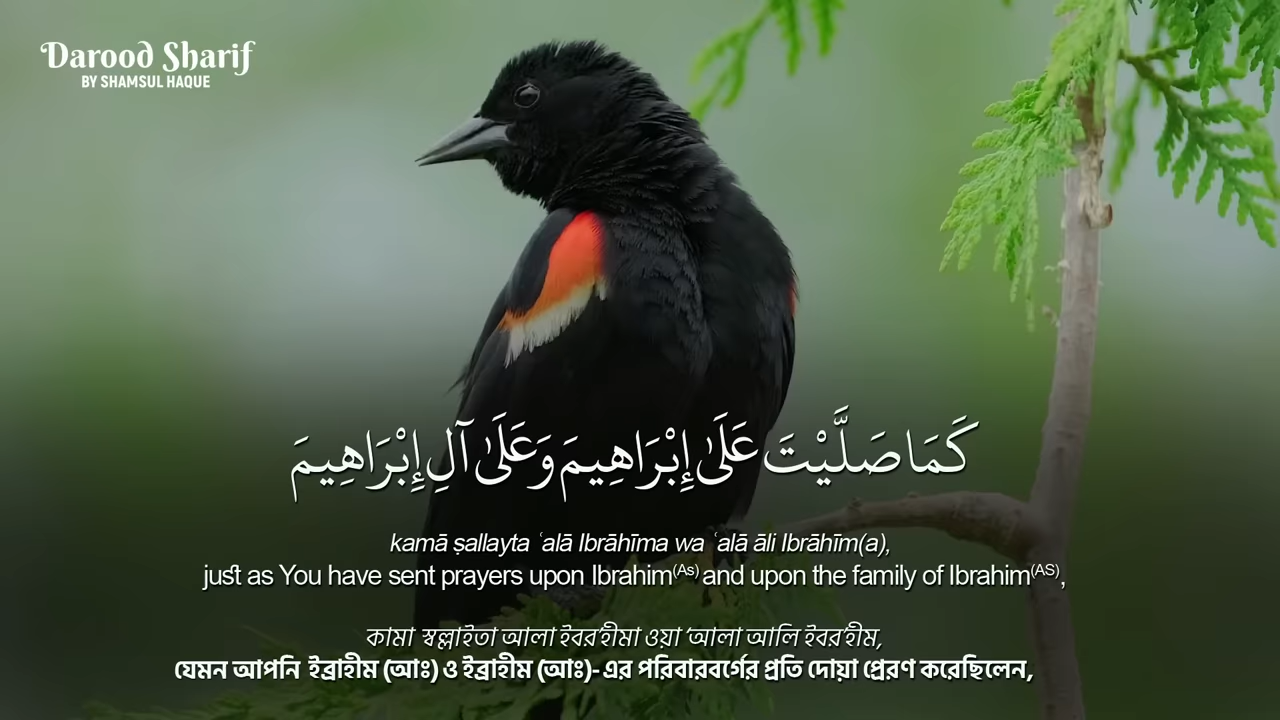 Darood Sharif
BY SHAMSUL HAQUE
كَمَا صَلَّيْتَ عَلَىٰ إِبْرَاهِيمَ وَعَلَىٰ آلِ إِبْرَاهِيمَ
kamā ṣallayta ʿalā Ibrāhīma wa ʿalā āli Ibrāhīm(a),
just as You have sent prayers upon Ibrahim(As) and upon the family of Ibrahim(AS),
কামা স্বল্লাইতা আলা ইবরহীমা ওয়া ‘আলা আলি ইবরহীম,
যেমন আপনি ইব্রাহীম (আঃ) ও ইব্রাহীম (আঃ)- এর পরিবারবর্গের প্রতি দোয়া প্রেরণ করেছিলেন,